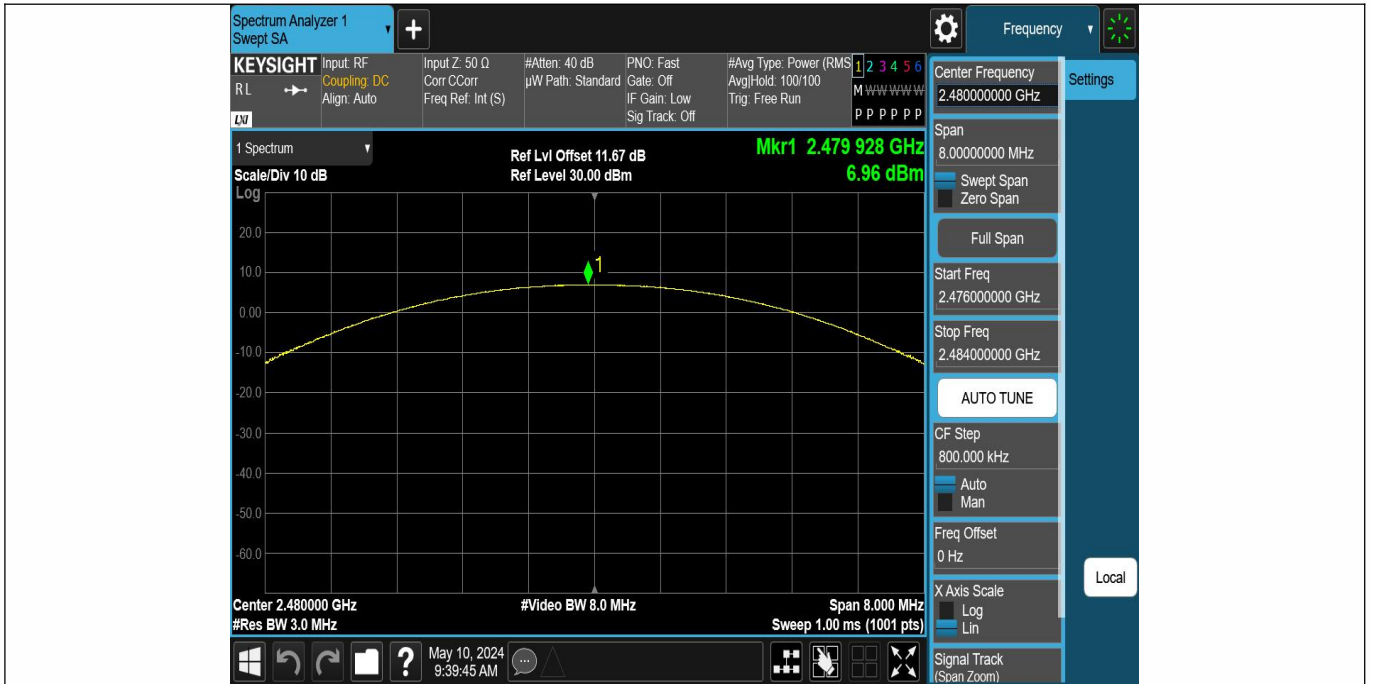 Spectrum Analyzer 1
Swept SA
+
Frequency
KEYSIGHT
RL
LXI
Input: RF
Coupling: DC
Align: Auto
Input Z: 50 Ω
Corr CCorr
Freq Ref: Int (S)
#Atten: 40 dB
µW Path: Standard
PNO: Fast
Gate: Off
IF Gain: Low
Sig Track: Off
#Avg Type: Power (RMS
Avg|Hold: 100/100
Trig: Free Run
1 2 3 4 5 6
M W W W W W
P P P P P P
1 Spectrum
Scale/Div 10 dB
Ref Lvl Offset 11.67 dB
Ref Level 30.00 dBm
Mkr1 2.479 928 GHz
6.96 dBm
Log
20.0
10.0
0.00
-10.0
-20.0
-30.0
-40.0
-50.0
-60.0
1
Center 2.480000 GHz
#Res BW 3.0 MHz
#Video BW 8.0 MHz
Span 8.000 MHz
Sweep 1.00 ms (1001 pts)
Center Frequency
2.480000000 GHz
Settings
Span
8.00000000 MHz
Swept Span
Zero Span
Full Span
Start Freq
2.476000000 GHz
Stop Freq
2.484000000 GHz
AUTO TUNE
CF Step
800.000 kHz
Auto
Man
Freq Offset
0 Hz
X Axis Scale
Log
Lin
Local
Signal Track
(Span Zoom)
?
May 10, 2024
9:39:45 AM